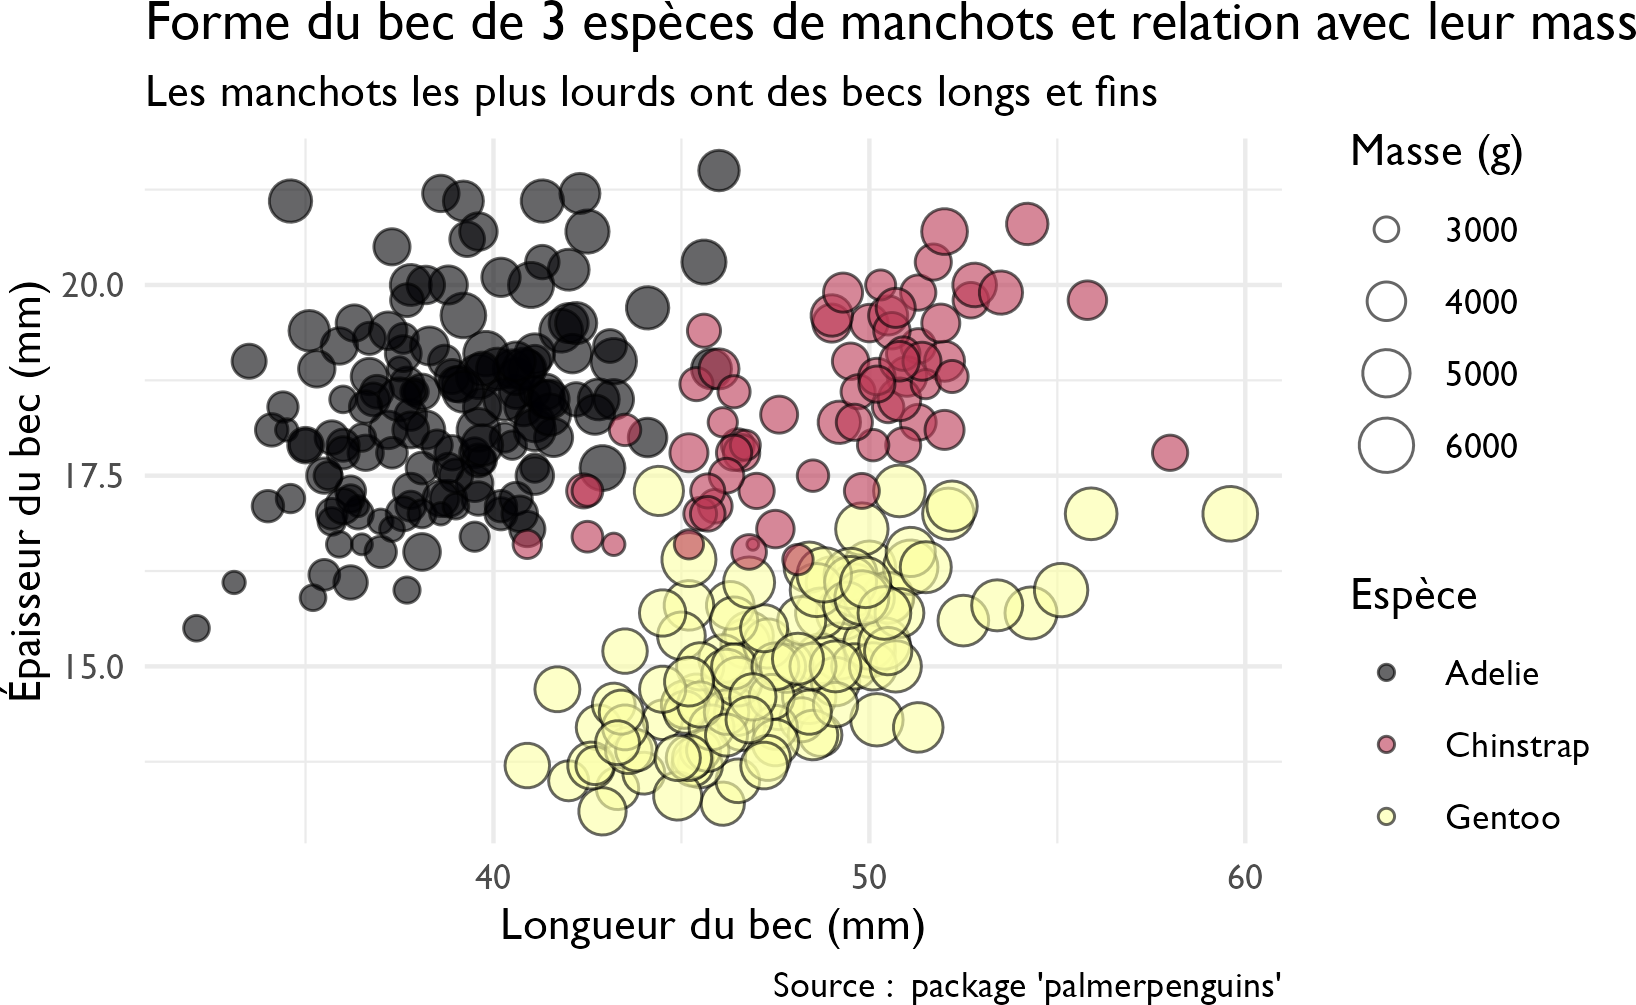 Forme du bec de 3 espèces de manchots et relation avec leur mass
Les manchots les plus lourds ont des becs longs et fins
Masse (g)
3000
4000
5000
6000
Espèce
Adelie
Chinstrap
Gentoo
Épaisseur du bec (mm)
20.0
17.5
15.0
40 50 60
Longueur du bec (mm)
Source : package 'palmerpenguins'